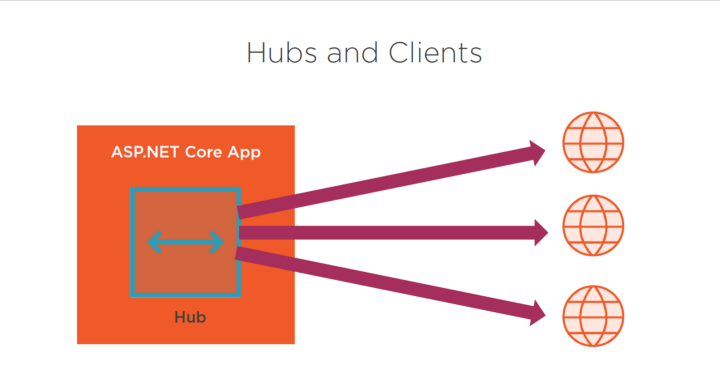 Hubs and Clients
ASP.NET Core App
Hub